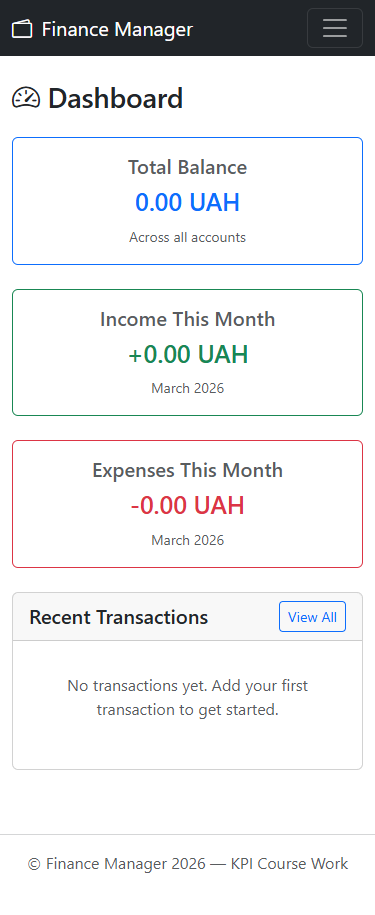 Finance Manager
Dashboard
Total Balance
0.00 UAH
Across all accounts
Income This Month
+0.00 UAH
March 2026
Expenses This Month
-0.00 UAH
March 2026
Recent Transactions
View All
No transactions yet. Add your first
transaction to get started.
© Finance Manager 2026 — KPI Course Work